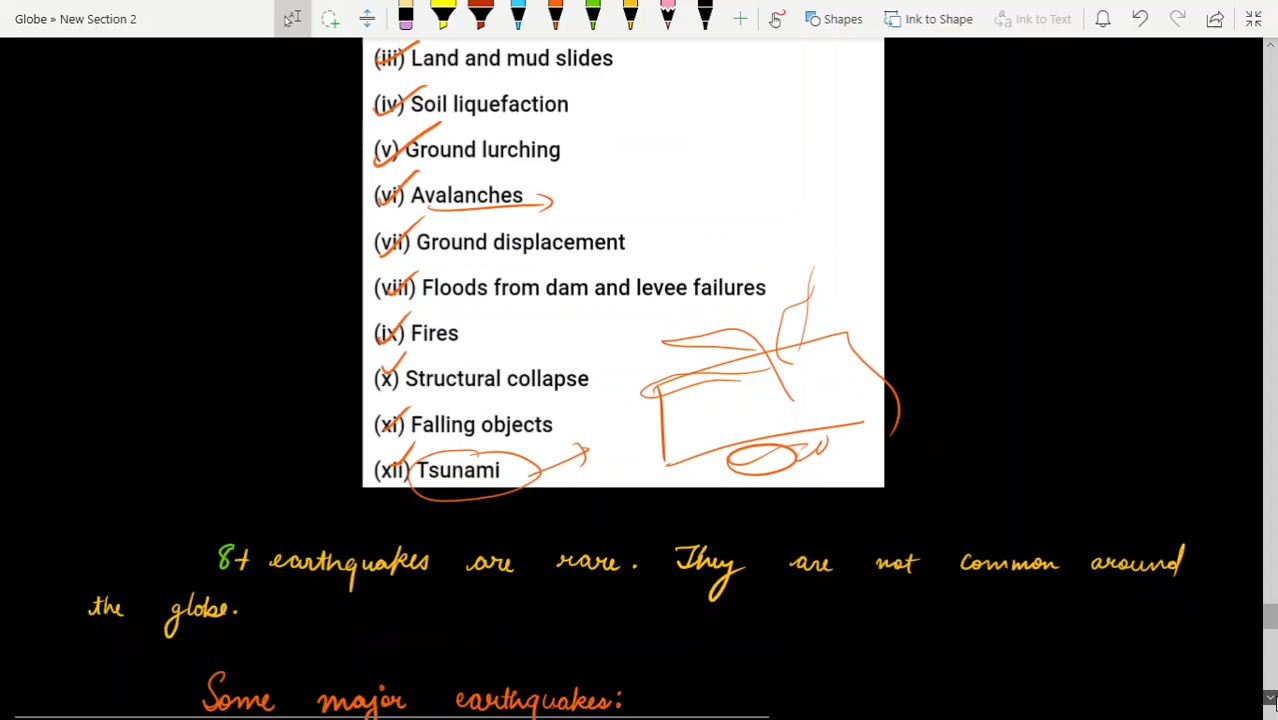 Globe » New Section 2
Shapes
Ink to Shape
Ink to Text
(iii) Land and mud slides
(iv) Soil liquefaction
(v) Ground lurching
(vi) Avalanches
(vii) Ground displacement
(viii) Floods from dam and levee failures
(ix) Fires
(x) Structural collapse
(xi) Falling objects
(xii) Tsunami
8+ earthquakes are rare. They are not common around
the globe.
Some major earthquakes: